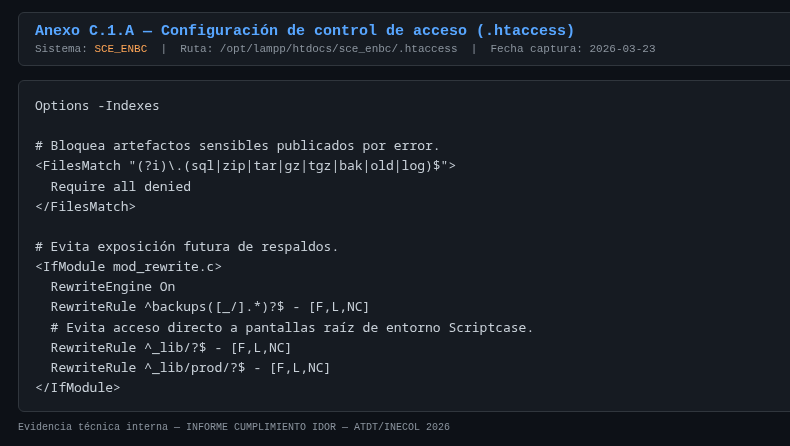 Anexo C.1.A — Configuración de control de acceso (.htaccess)
Sistema: SCE_ENBC | Ruta: /opt/lampp/htdocs/sce_enbc/.htaccess | Fecha captura: 2026-03-23
Options -Indexes
# Bloquea artefactos sensibles publicados por error.
<FilesMatch "(?i)\.(sql|zip|tar|gz|tgz|bak|old|log)$">
  Require all denied
</FilesMatch>
# Evita exposición futura de respaldos.
<IfModule mod_rewrite.c>
  RewriteEngine On
  RewriteRule ^backups([_/].*)?$ - [F,L,NC]
  # Evita acceso directo a pantallas raíz de entorno Scriptcase.
  RewriteRule ^_lib/?$ - [F,L,NC]
  RewriteRule ^_lib/prod/?$ - [F,L,NC]
</IfModule>
Evidencia técnica interna — INFORME CUMPLIMIENTO IDOR — ATDT/INECOL 2026